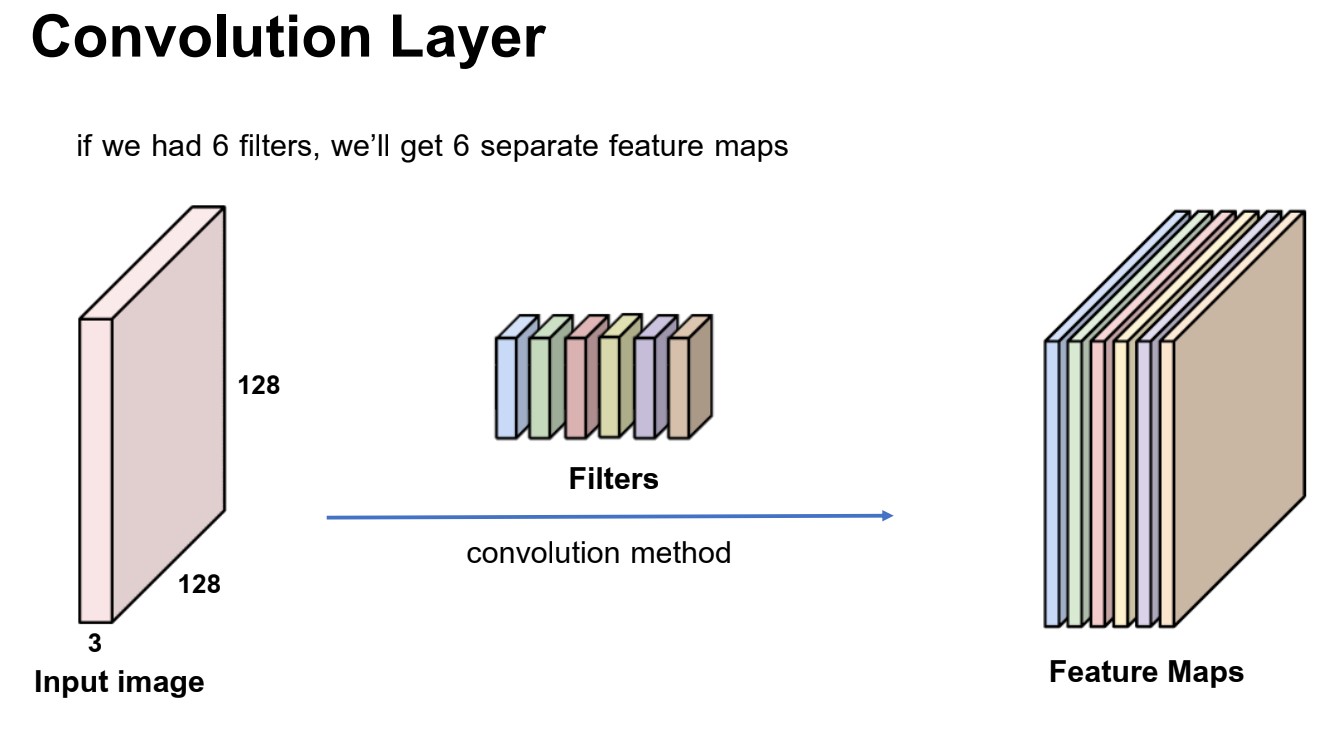 Convolution Layer
if we had 6 filters, we’ll get 6 separate feature maps
128
128
3
Input image
Filters
convolution method
Feature Maps